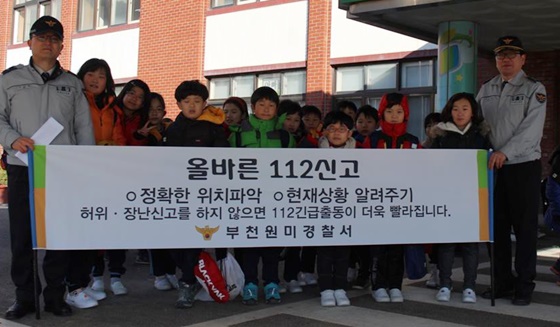 올바른 112신고
○정확한 위치파악 ○현재상황 알려주기
허위·장난신고를 하지 않으면 112긴급출동이 더욱 빨라집니다.
부천원미경찰서
BLACKYAK